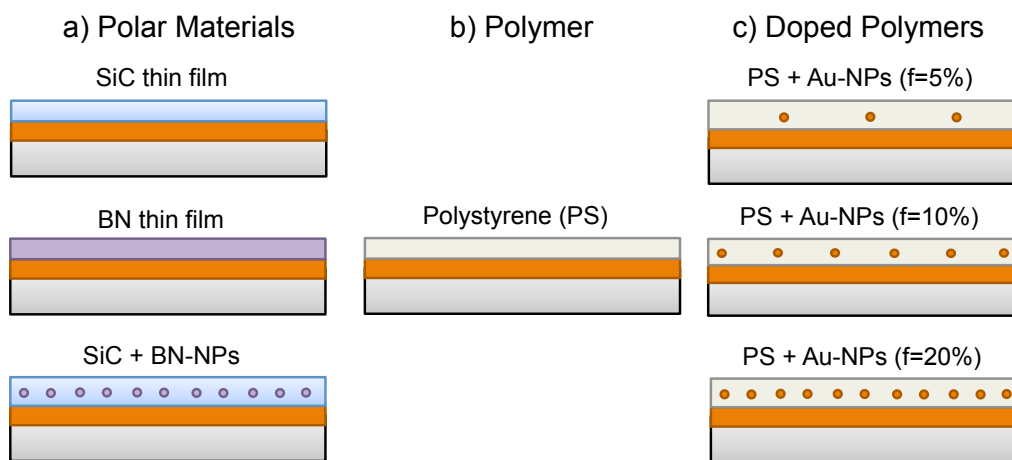 a) Polar Materials
SiC thin film
BN thin film
SiC + BN-NPs
b) Polymer
Polystyrene (PS)
c) Doped Polymers
PS + Au-NPs (f=5%)
PS + Au-NPs (f=10%)
PS + Au-NPs (f=20%)